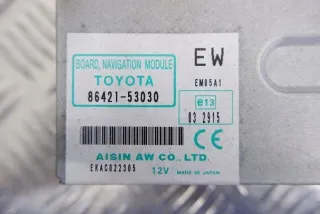 BOARD, NAVIGATION MODULE
EW
TOYOTA
86421-53030
EM05A1
e13
03 2915
CE
AISIN AW CO., LTD.
EKAC022305
12V
MADE IN JAPAN